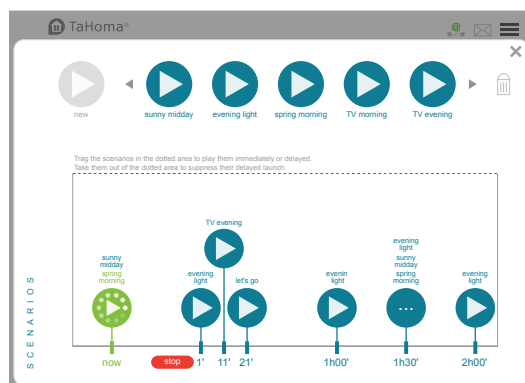 TaHoma®
@
new
sunny midday
evening light
spring morning
TV morning
TV evening
Trag the scenarios in the dotted area to play them immediately or delayed.
Take them out of the dotted area to suppress their delayed launch.
SCENARIOS
sunny
midday
spring
morning
evening
light
TV evening
let's go
evenin
light
evening
light
sunny
midday
spring
morning
...
evening
light
now
stop
1'
11'
21'
1h00'
1h30'
2h00'